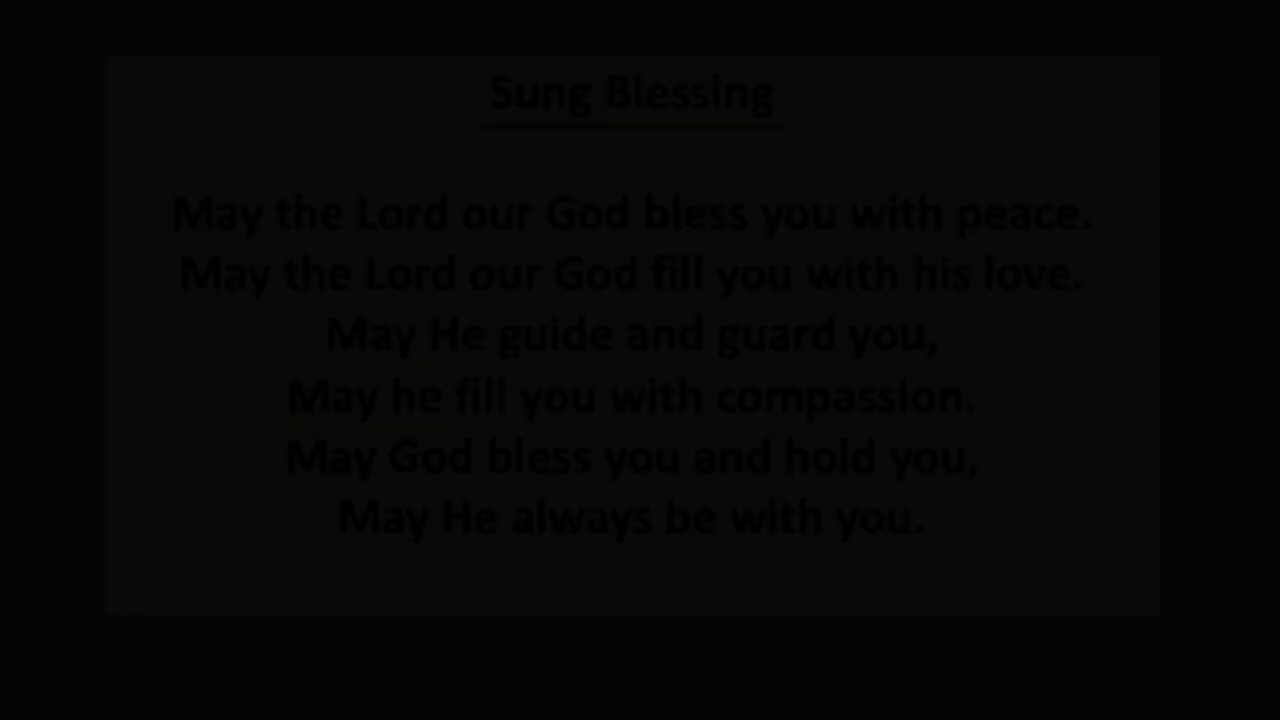 Sung Blessing
May the Lord our God bless you with peace.
May the Lord our God fill you with his love.
May He guide and guard you,
May he fill you with compassion.
May God bless you and hold you,
May He always be with you.